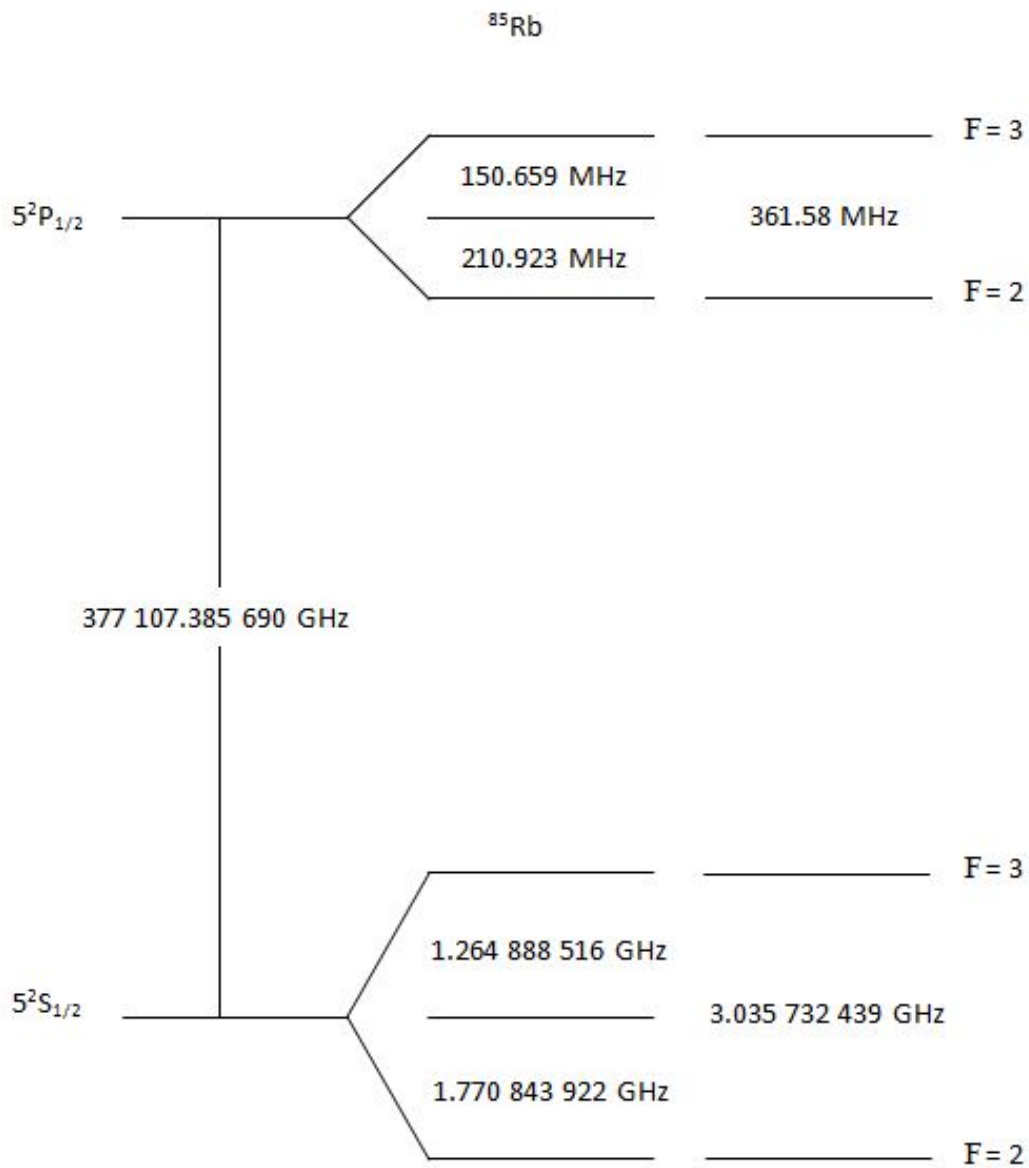 ⁸⁵Rb
F = 3
150.659 MHz
5²P₁/₂
361.58 MHz
210.923 MHz
F = 2
377 107.385 690 GHz
F = 3
1.264 888 516 GHz
5²S₁/₂
3.035 732 439 GHz
1.770 843 922 GHz
F = 2